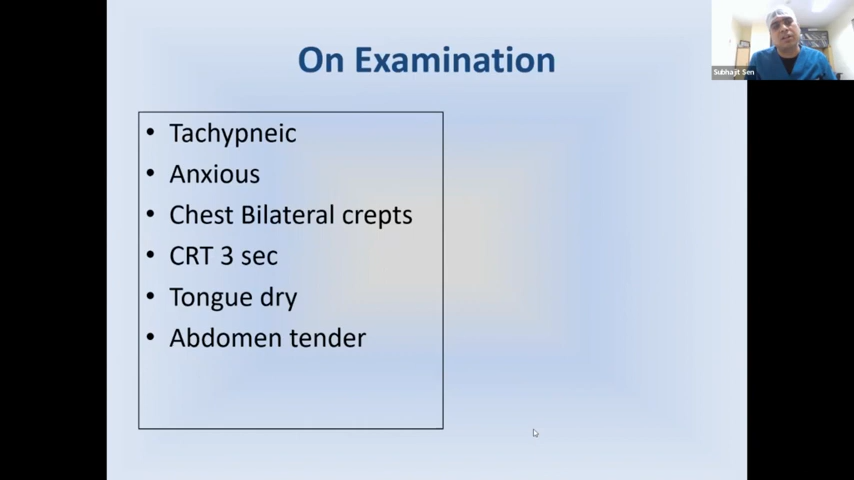 On Examination
Subhajit Sen
• Tachypneic
• Anxious
• Chest Bilateral crepts
• CRT 3 sec
• Tongue dry
• Abdomen tender